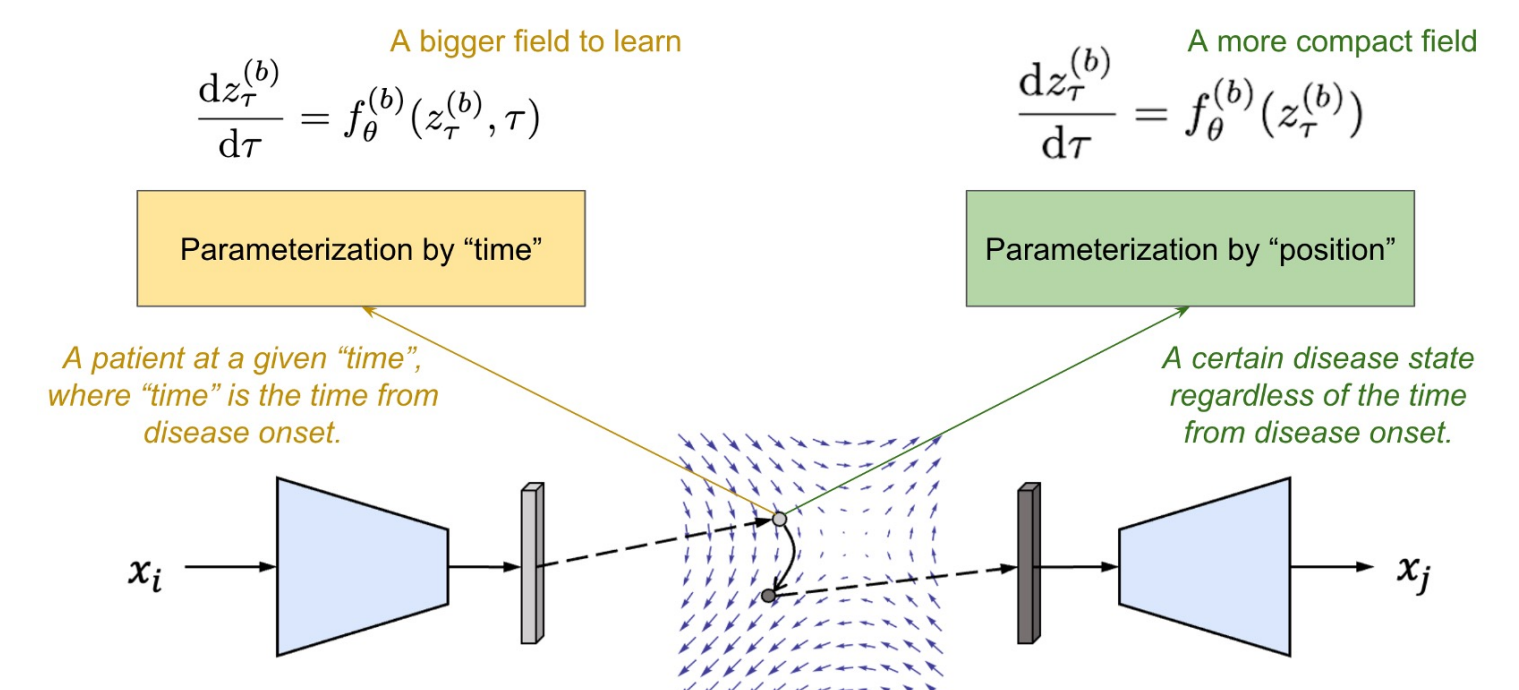 A bigger field to learn
A more compact field
dz_τ^(b)/dτ = f_θ^(b)(z_τ^(b), τ)
dz_τ^(b)/dτ = f_θ^(b)(z_τ^(b))
Parameterization by “time”
Parameterization by “position”
A patient at a given “time”,
where “time” is the time from
disease onset.
A certain disease state
regardless of the time
from disease onset.
x_i
x_j